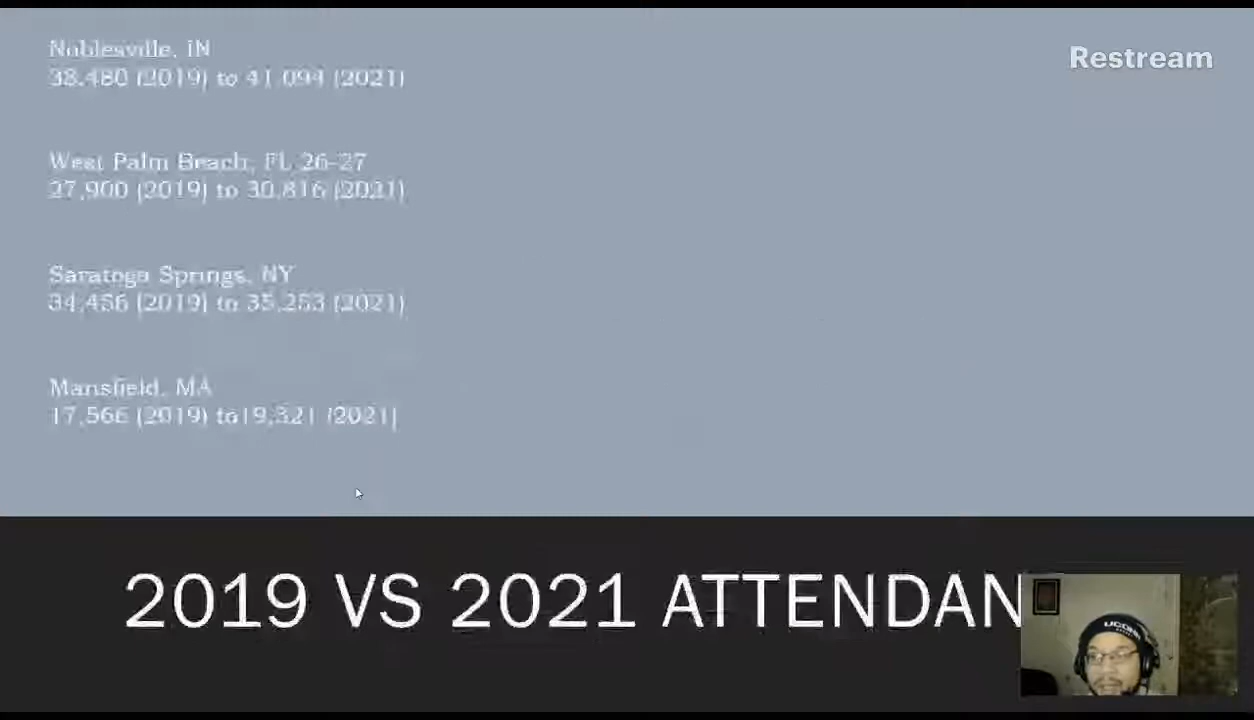 Noblesville, IN
38,480 (2019) to 41,094 (2021)
West Palm Beach, FL 26-27
27,900 (2019) to 30,816 (2021)
Saratoga Springs, NY
34,456 (2019) to 35,253 (2021)
Mansfield, MA
17,566 (2019) to19,321 (2021)
2019 VS 2021 ATTENDAN
Restream
UCONN